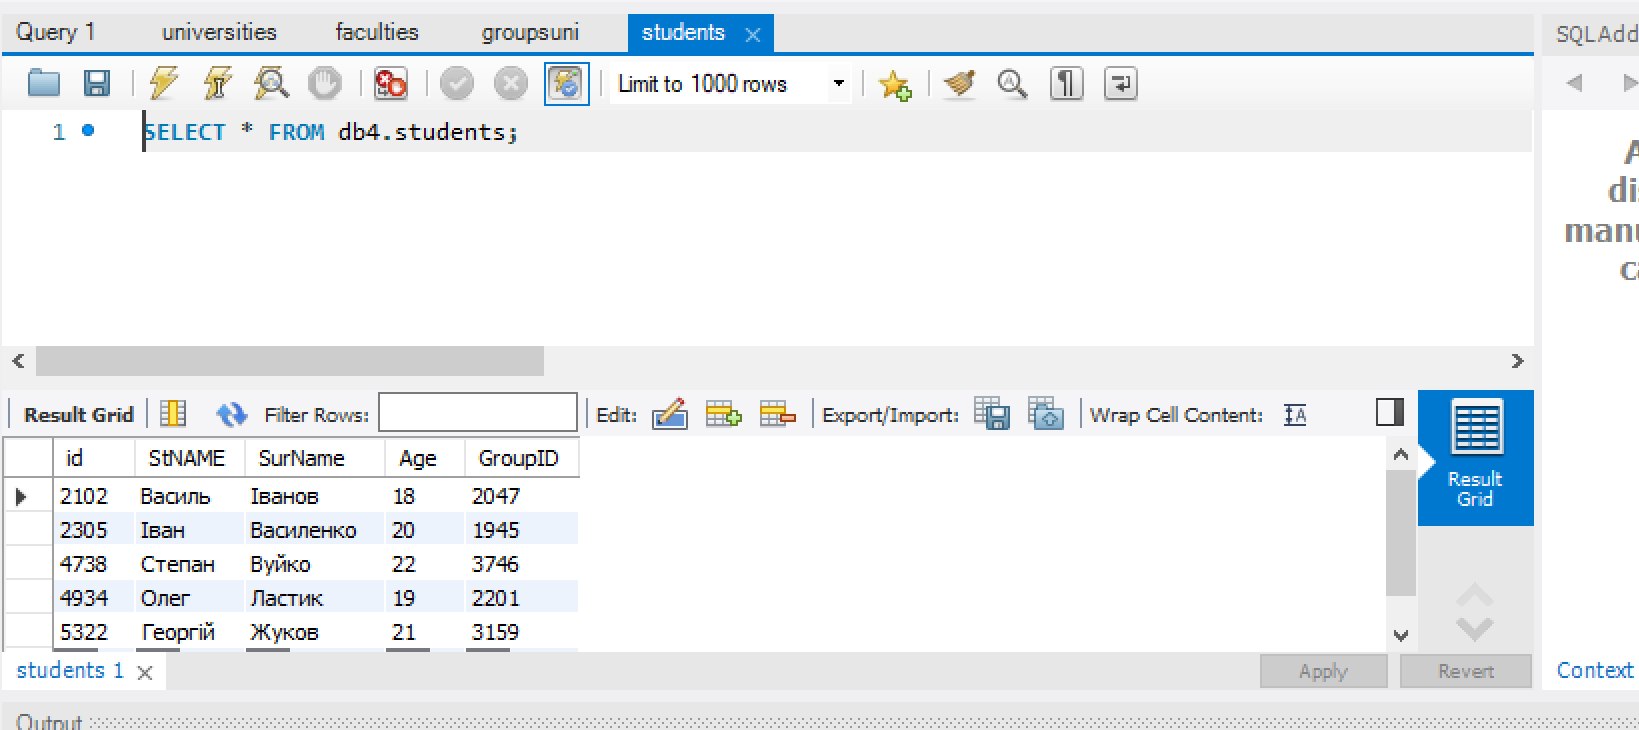 Query 1 universities faculties groupsuni students
SQLAdd
Limit to 1000 rows
1 SELECT * FROM db4.students;
Result Grid Filter Rows: Edit: Export/Import: Wrap Cell Content:
id StNAME SurName Age GroupID
2102 Василь Іванов 18 2047
2305 Іван Василенко 20 1945
4738 Степан Вуйко 22 3746
4934 Олег Ластик 19 2201
5322 Георгій Жуков 21 3159
Result
Grid
students 1 Apply Revert
Context
Output